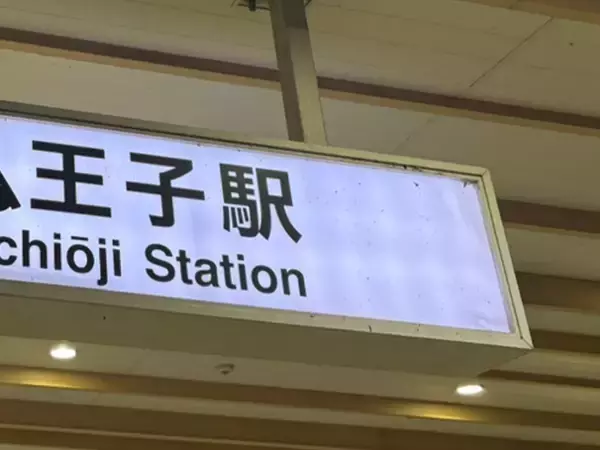 王子駅
chiōji Station